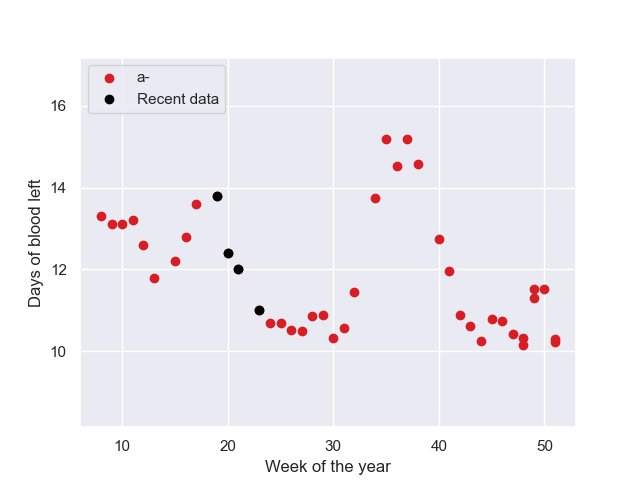 a-
Recent data
16
14
12
10
Days of blood left
10 20 30 40 50
Week of the year